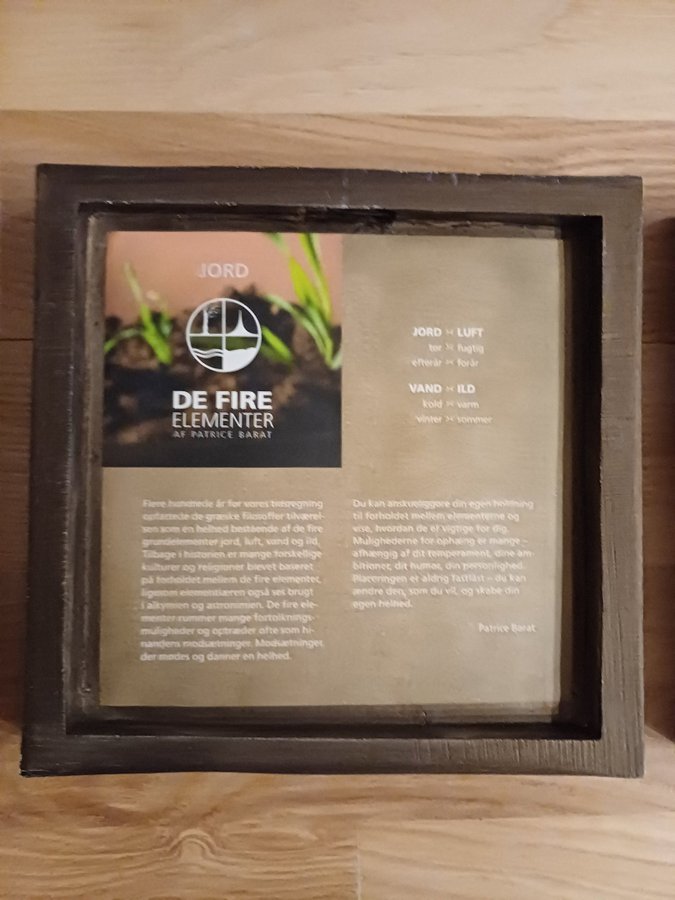 JORD
DE FIRE
ELEMENTER
AF PATRICE BARAT
JORD >< LUFT
tør >< fugtig
efterår >< forår
VAND >< ILD
kold >< varm
vinter >< sommer
Flere hundrede år før vores tidsregning
opfattede de græske filosoffer tilværel-
sen som en helhed bestående af de fire
grundelementer jord, luft, vand og ild.
Tilbage i historien er mange forskellige
kulturer og religioner blevet baseret
på forholdet mellem de fire elementer,
ligesom elementlæren også ses brugt
i alkymien og astronomien. De fire ele-
menter rummer mange fortolknings-
muligheder og optræder ofte som hi-
nandens modsætninger. Modsætninger,
der mødes og danner en helhed.
Du kan anskueliggøre din egen holdning
til forholdet mellem elementerne og
vise, hvordan de er vigtige for dig.
Mulighederne for ophæng er mange –
afhængig af dit temperament, dine am-
bitioner, dit humør, din personlighed.
Placeringen er aldrig fastlåst – du kan
ændre den, som du vil, og skabe din
egen helhed.
Patrice Barat